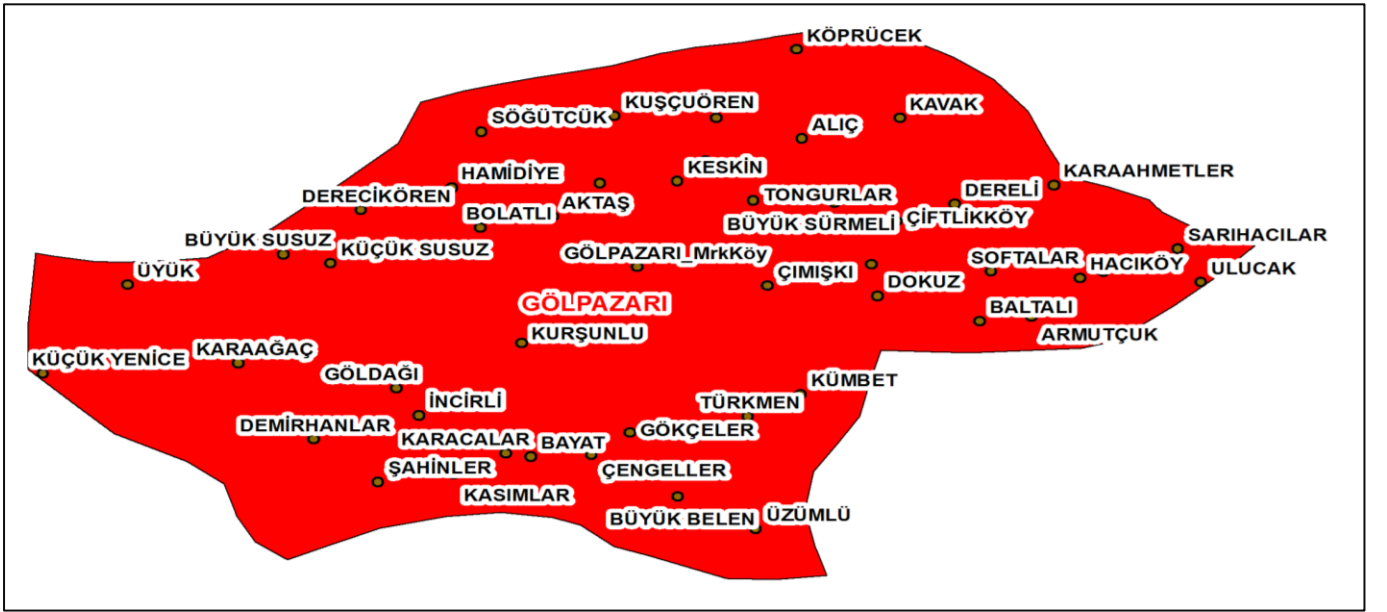 KÖPRÜCEK
KUŞÇUÖREN
KAVAK
SÖĞÜTCÜK
ALIÇ
KESKİN
HAMİDİYE
KARAAHMETLER
DERECİKÖREN
AKTAŞ
TONGURLAR
DERELİ
BOLATLI
BÜYÜK SÜRMELİ
ÇİFTLİKKÖY
BÜYÜK SUSUZ
KÜÇÜK SUSUZ
GÖLPAZARI_MrkKöy
SARIHACILAR
ÜYÜK
ÇIMIŞKI
SOFTALAR
HACIKÖY
ULUCAK
DOKUZ
GÖLPAZARI
BALTALI
KURŞUNLU
ARMUTÇUK
KÜÇÜK YENİCE
KARAAĞAÇ
GÖLDAĞI
KÜMBET
İNCİRLİ
TÜRKMEN
DEMİRHANLAR
KARACALAR
BAYAT
GÖKÇELER
ŞAHİNLER
ÇENGELLER
KASIMLAR
BÜYÜK BELEN
ÜZÜMLÜ